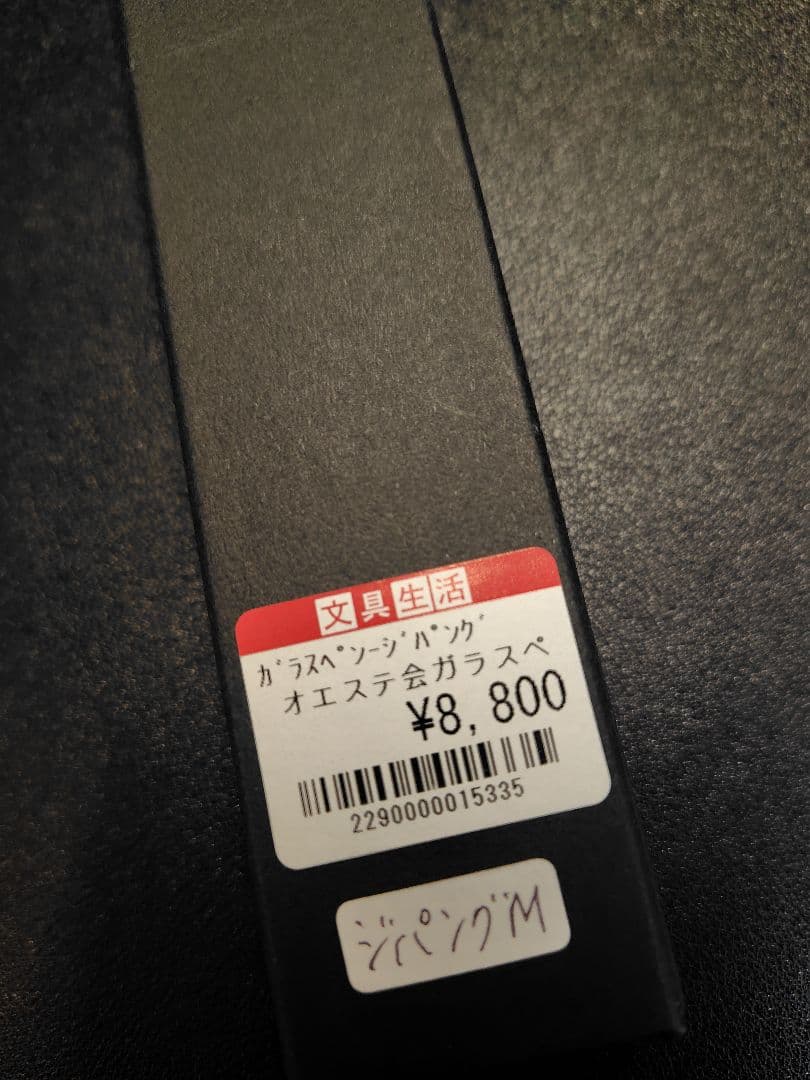 文具生活
ｶﾞﾗｽﾍﾟﾝｰｼﾞﾊﾟﾝｸﾞ
オエステ会ガラスペ
¥8,800
2290000015335
ジパングM